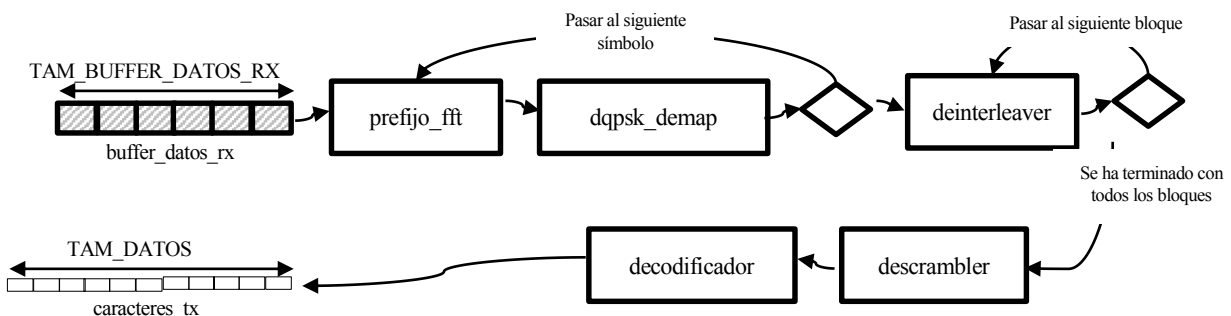 Pasar al siguiente
símbolo
Pasar al siguiente bloque
TAM_BUFFER_DATOS_RX
prefijo_fft
dqpsk_demap
deinterleaver
buffer_datos_rx
Se ha terminado con
todos los bloques
TAM_DATOS
decodificador
descrambler
caracteres_tx